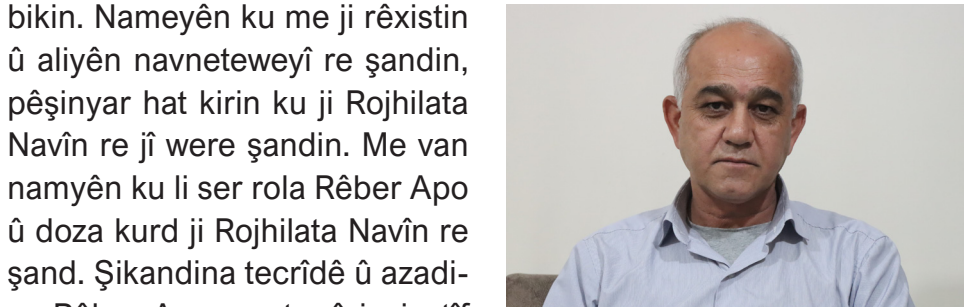 bikin. Nameyên ku me ji rêxistin
û aliyên navneteweyî re şandin,
pêşinyar hat kirin ku ji Rojhilata
Navîn re jî were şandin. Me van
namyên ku li ser rola Rêber Apo
û doza kurd ji Rojhilata Navîn re
şand. Şikandina tecrîdê û azadi-